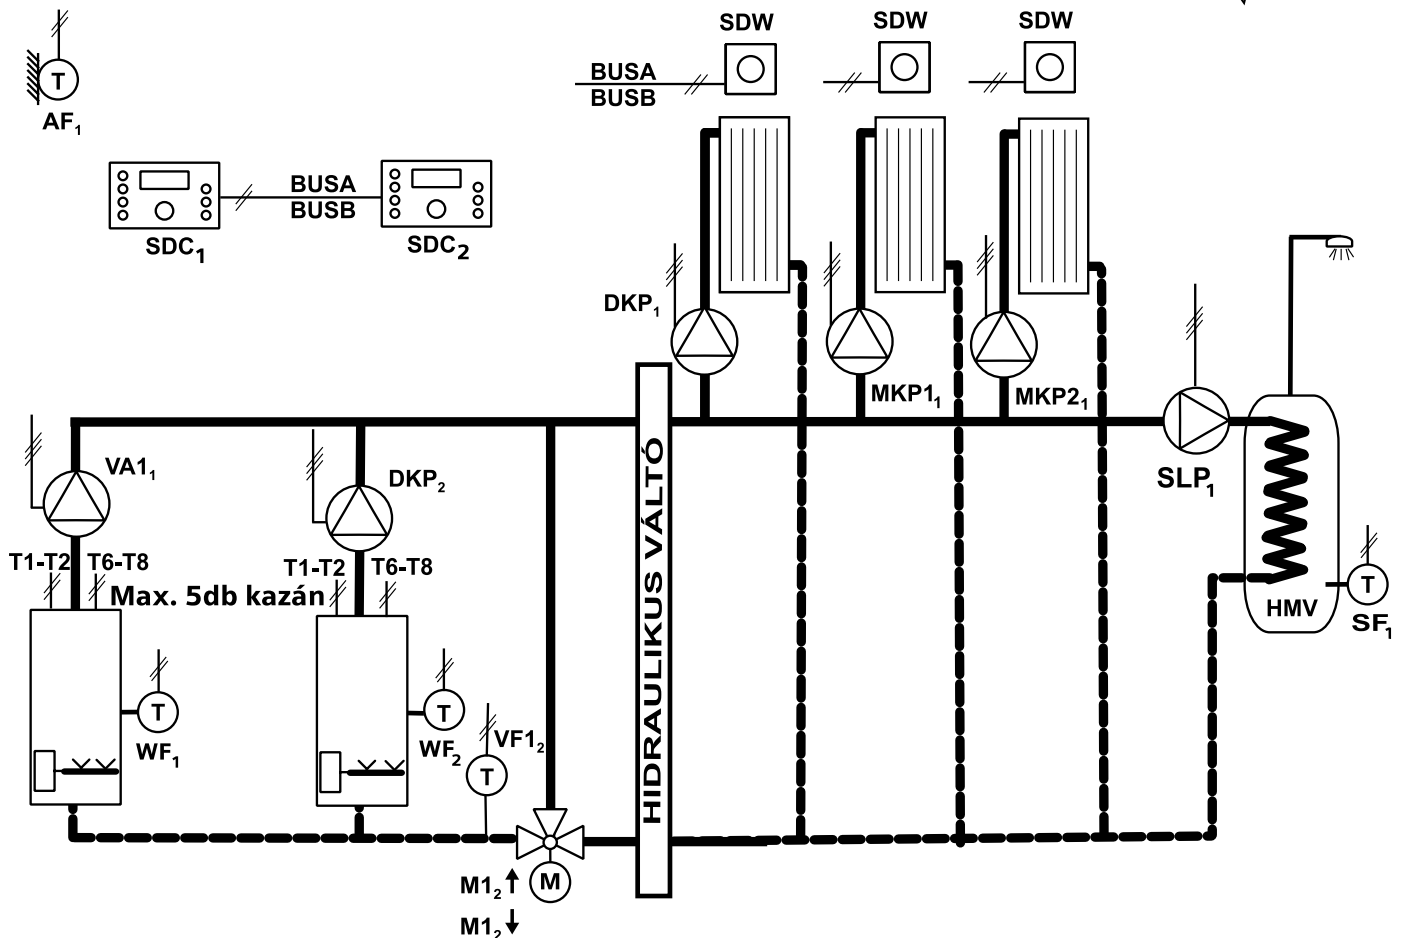 SDW SDW SDW
T
AF₁
BUSA
BUSB
BUSA
BUSB
SDC₁
SDC₂
DKP₁
MKP1₁
MKP2₁
VA1₁
DKP₂
SLP₁
T1-T2 T6-T8
T1-T2 T6-T8
Max. 5db kazán
HIDRAULIKUS VÁLTÓ
HMV
T
SF₁
T
WF₁
T
WF₂
VF1₂
T
M
M1₂
M1₂